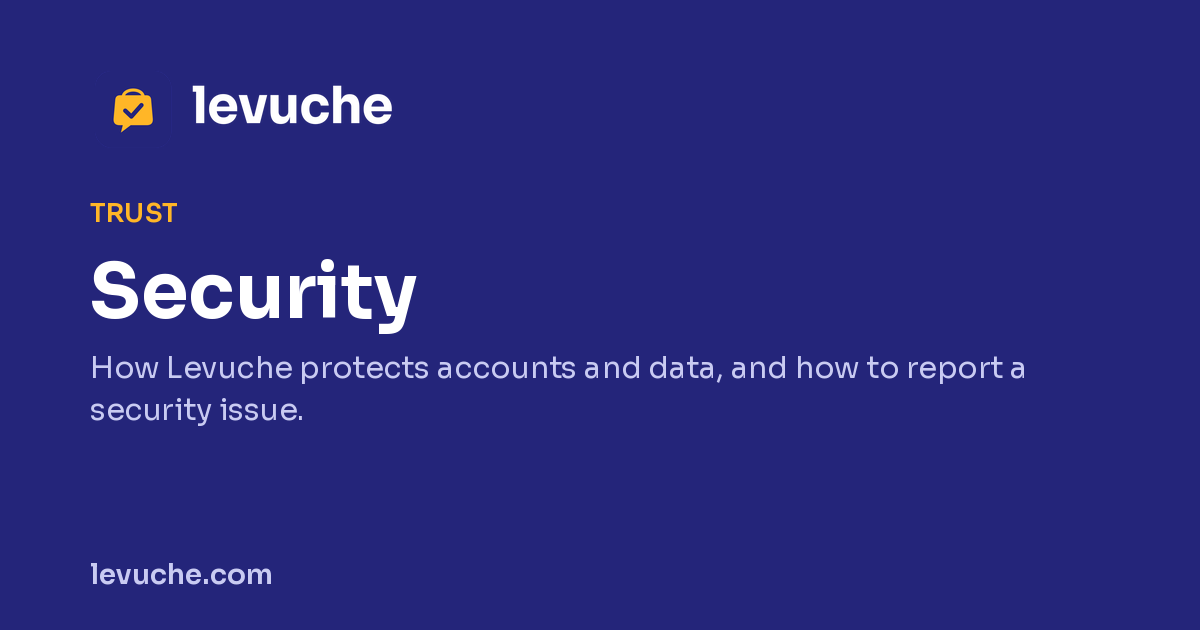 levuche
TRUST
Security
How Levuche protects accounts and data, and how to report a
security issue.
levuche.com